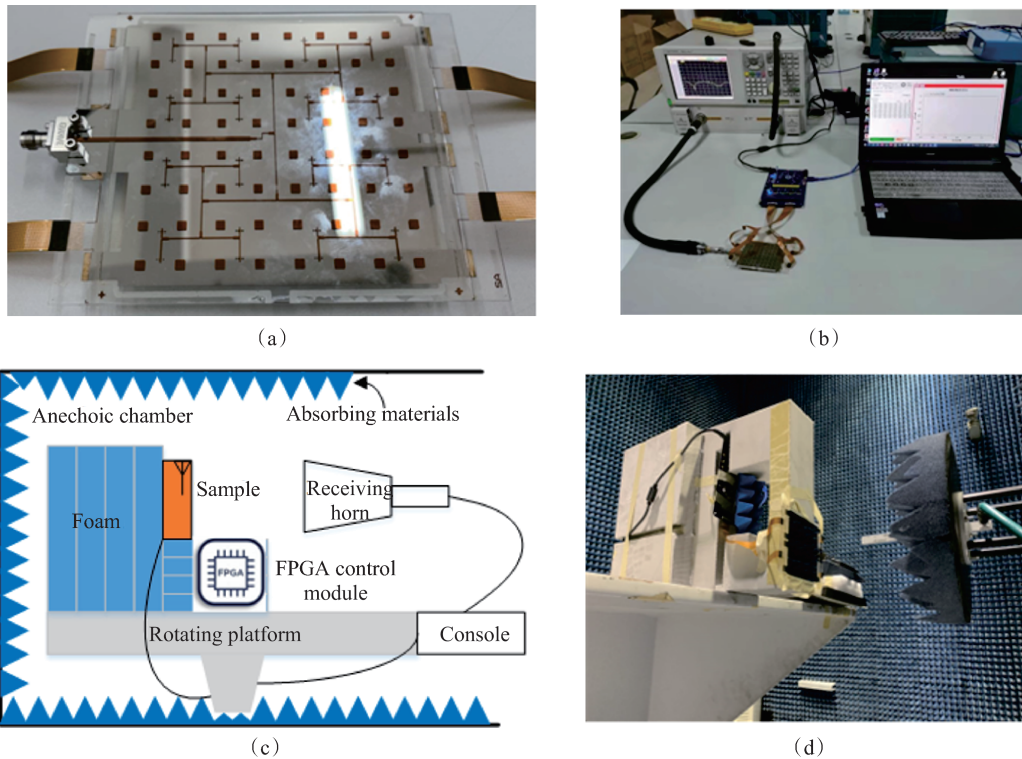 (a)
(b)
Anechoic chamber
Absorbing materials
Sample
Receiving
horn
Foam
FPGA
FPGA control
module
Rotating platform
Console
(c)
(d)